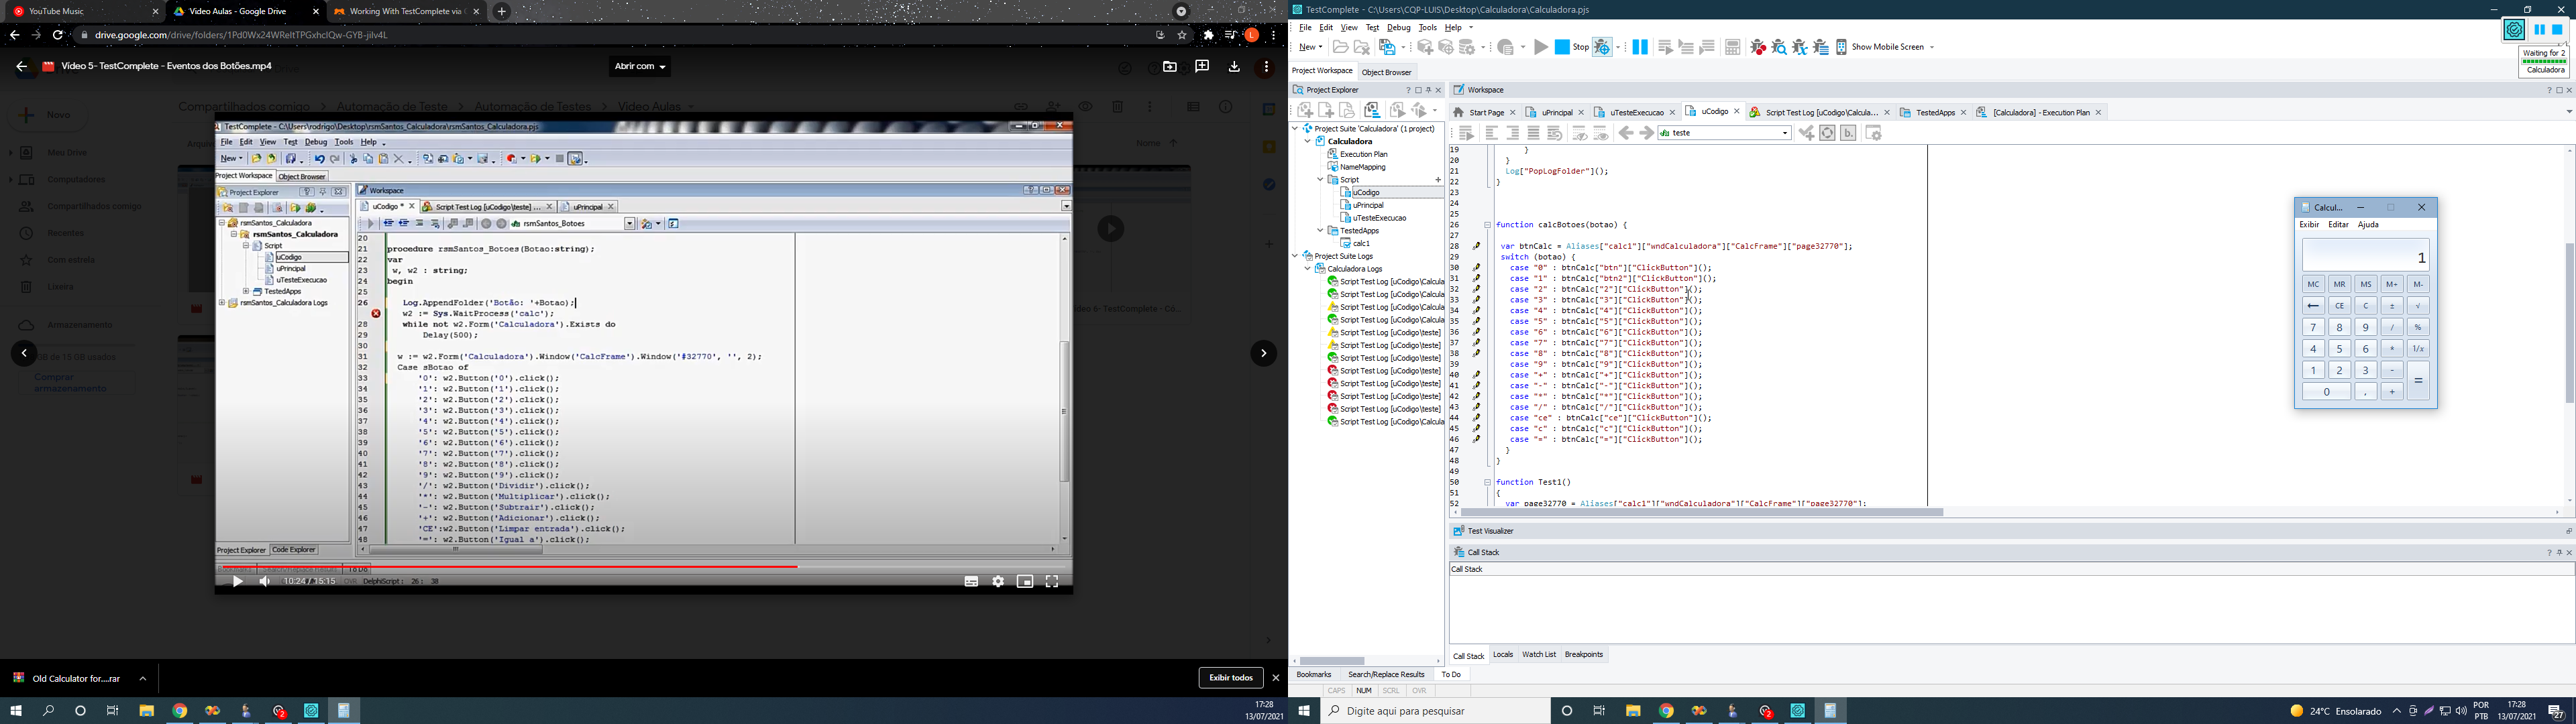 YouTube Music
Video Aulas - Google Drive
Working With TestComplete via C
drive.google.com/drive/folders/1Pd0Wx24WReltTPGxhclQw-GYB-jilv4L
Vídeo 5- TestComplete - Eventos dos Botões.mp4
Abrir com
Compartilhados comigo > Automação de Teste > Automação de Testes > Video Aulas
Novo
Meu Drive
Computadores
Compartilhados comigo
Recentes
Com estrela
Lixeira
Armazenamento
GB de 15 GB usados
Comprar armazenamento
Nome
TestComplete - C:\Users\rodrigo\Desktop\rsmSantos_Calculadora\rsmSantos_Calculadora.pjs
File Edit View Test Debug Tools Help
New
Project Workspace Object Browser
Project Explorer
rsmSantos_Calculadora
rsmSantos_Calculadora
Script
uCodigo
uPrincipal
uTesteExecucao
TestedApps
rsmSantos_Calculadora Logs
Project Explorer Code Explorer
Workspace
uCodigo * Script Test Log [uCodigo\teste] ... uPrincipal
rsmSantos_Botoes
20
21 procedure rsmSantos_Botoes(Botao:string);
22 var
23 w, w2 : string;
24 begin
25
26 Log.AppendFolder('Botão: '+Botao);
w2 := Sys.WaitProcess('calc');
28 while not w2.Form('Calculadora').Exists do
29 Delay(500);
30
31 w := w2.Form('Calculadora').Window('CalcFrame').Window('#32770', '', 2);
32 Case sBotao of
33 '0': w2.Button('0').click();
34 '1': w2.Button('1').click();
35 '2': w2.Button('2').click();
36 '3': w2.Button('3').click();
37 '4': w2.Button('4').click();
38 '5': w2.Button('5').click();
39 '6': w2.Button('6').click();
40 '7': w2.Button('7').click();
41 '8': w2.Button('8').click();
42 '9': w2.Button('9').click();
43 '/': w2.Button('Dividir').click();
44 '*': w2.Button('Multiplicar').click();
45 '-': w2.Button('Subtrair').click();
46 '+': w2.Button('Adicionar').click();
47 'CE':w2.Button('Limpar entrada').click();
48 '=': w2.Button('Igual a').click();
10:24 / 15:15
OVR DelphiScript : 26 : 38
Old Calculator for....rar
Exibir todos
17:28
13/07/2021
TestComplete - C:\Users\CQP-LUIS\Desktop\Calculadora\Calculadora.pjs
File Edit View Test Debug Tools Help
New
Stop
Show Mobile Screen
Waiting for 2
Calculadora
Project Workspace Object Browser
Project Explorer
Project Suite 'Calculadora' (1 project)
Calculadora
Execution Plan
NameMapping
Script
uCodigo
uPrincipal
uTesteExecucao
TestedApps
calc1
Project Suite Logs
Calculadora Logs
Script Test Log [uCodigo\Calcula
Script Test Log [uCodigo\Calcula
Script Test Log [uCodigo\Calcula
Script Test Log [uCodigo\Calcula
Script Test Log [uCodigo\teste]
Script Test Log [uCodigo\teste]
Script Test Log [uCodigo\teste]
Script Test Log [uCodigo\teste]
Script Test Log [uCodigo\teste]
Script Test Log [uCodigo\teste]
Script Test Log [uCodigo\teste]
Script Test Log [uCodigo\Calcula
Workspace
Start Page uPrincipal uTesteExecucao uCodigo Script Test Log [uCodigo\Calcula... TestedApps [Calculadora] - Execution Plan
teste
19 }
20 }
21 Log["PopLogFolder"]();
22 }
23
24
25
26 function calcBotoes(botao) {
27
28 var btnCalc = Aliases["calc1"]["wndCalculadora"]["CalcFrame"]["page32770"];
29 switch (botao) {
30 case "0" : btnCalc["btn"]["ClickButton"]();
31 case "1" : btnCalc["btn2"]["ClickButton"]();
32 case "2" : btnCalc["2"]["ClickButton"]();
33 case "3" : btnCalc["3"]["ClickButton"]();
34 case "4" : btnCalc["4"]["ClickButton"]();
35 case "5" : btnCalc["5"]["ClickButton"]();
36 case "6" : btnCalc["6"]["ClickButton"]();
37 case "7" : btnCalc["7"]["ClickButton"]();
38 case "8" : btnCalc["8"]["ClickButton"]();
39 case "9" : btnCalc["9"]["ClickButton"]();
40 case "+" : btnCalc["+"]["ClickButton"]();
41 case "-" : btnCalc["-"]["ClickButton"]();
42 case "*" : btnCalc["*"]["ClickButton"]();
43 case "/" : btnCalc["/"]["ClickButton"]();
44 case "ce" : btnCalc["ce"]["ClickButton"]();
45 case "c" : btnCalc["c"]["ClickButton"]();
46 case "=" : btnCalc["="]["ClickButton"]();
47 }
48 }
49
50 function Test1()
51 {
52 var page32770 = Aliases["calc1"]["wndCalculadora"]["CalcFrame"]["page32770"];
Calcul...
Exibir Editar Ajuda
1
MC MR MS M+ M-
← CE C ± √
7 8 9 / %
4 5 6 * 1/x
1 2 3 - =
0 , +
Test Visualizer
Call Stack
Call Stack
Call Stack Locals Watch List Breakpoints
Bookmarks Search/Replace Results To Do
CAPS NUM SCRL OVR
Digite aqui para pesquisar
24°C Ensolarado
POR
PTB
17:28
13/07/2021
27